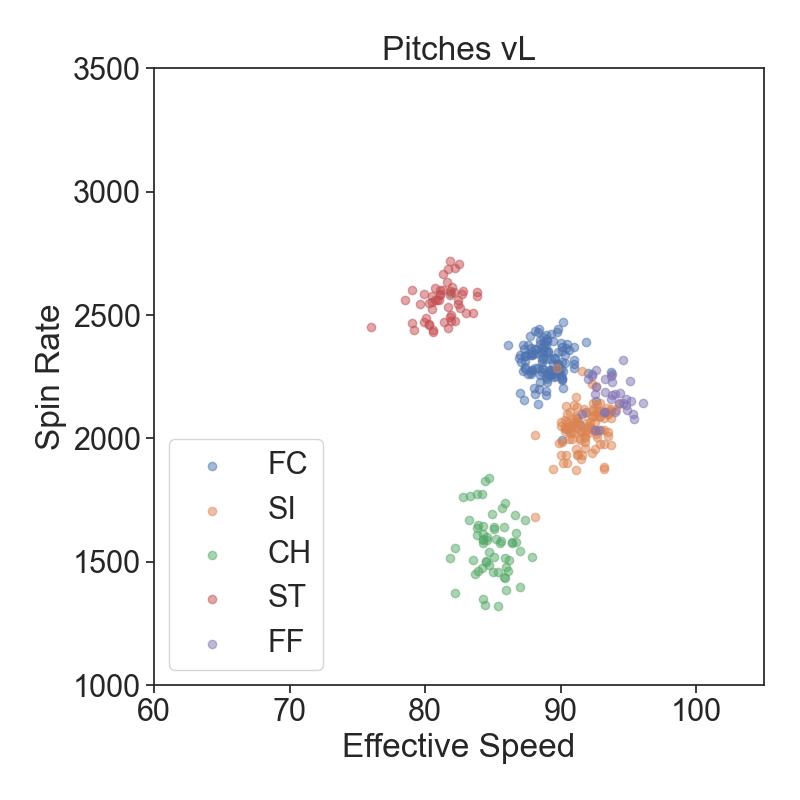 Pitches vL
3500
3000
2500
2000
1500
1000
Spin Rate
FC
SI
CH
ST
FF
60 70 80 90 100
Effective Speed